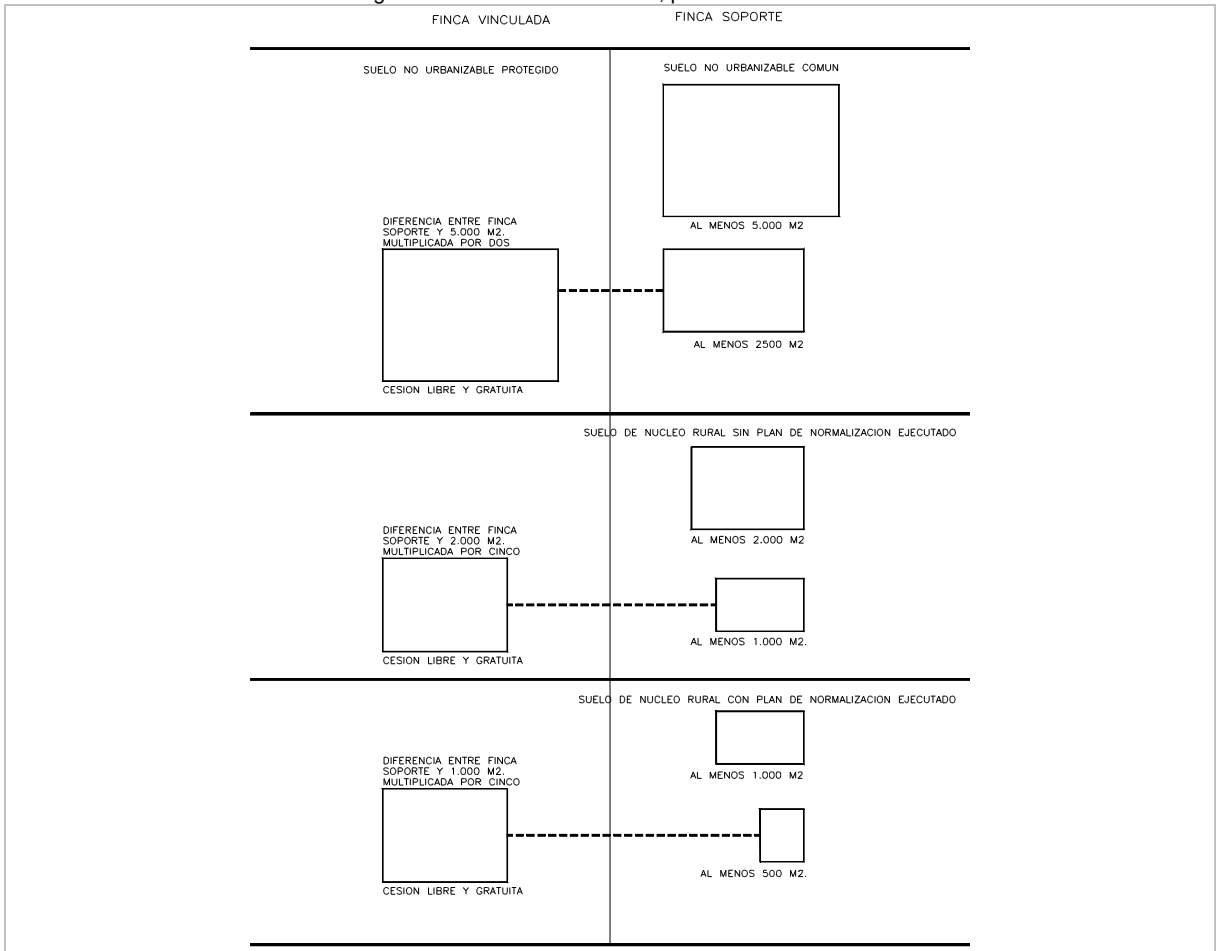 FINCA VINCULADA
FINCA SOPORTE
SUELO NO URBANIZABLE PROTEGIDO
SUELO NO URBANIZABLE COMUN
AL MENOS 5.000 M2
DIFERENCIA ENTRE FINCA
SOPORTE Y 5.000 M2.
MULTIPLICADA POR DOS
AL MENOS 2500 M2
CESION LIBRE Y GRATUITA
SUELO DE NUCLEO RURAL SIN PLAN DE NORMALIZACION EJECUTADO
AL MENOS 2.000 M2
DIFERENCIA ENTRE FINCA
SOPORTE Y 2.000 M2.
MULTIPLICADA POR CINCO
AL MENOS 1.000 M2.
CESION LIBRE Y GRATUITA
SUELO DE NUCLEO RURAL CON PLAN DE NORMALIZACION EJECUTADO
AL MENOS 1.000 M2
DIFERENCIA ENTRE FINCA
SOPORTE Y 1.000 M2.
MULTIPLICADA POR CINCO
AL MENOS 500 M2.
CESION LIBRE Y GRATUITA